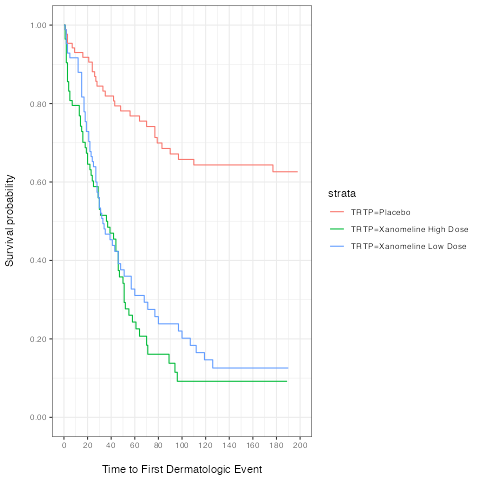 1.00
0.80
0.60
0.40
0.20
0.00
Survival probability
0 20 40 60 80 100 120 140 160 180 200
Time to First Dermatologic Event
strata
TRTP=Placebo
TRTP=Xanomeline High Dose
TRTP=Xanomeline Low Dose